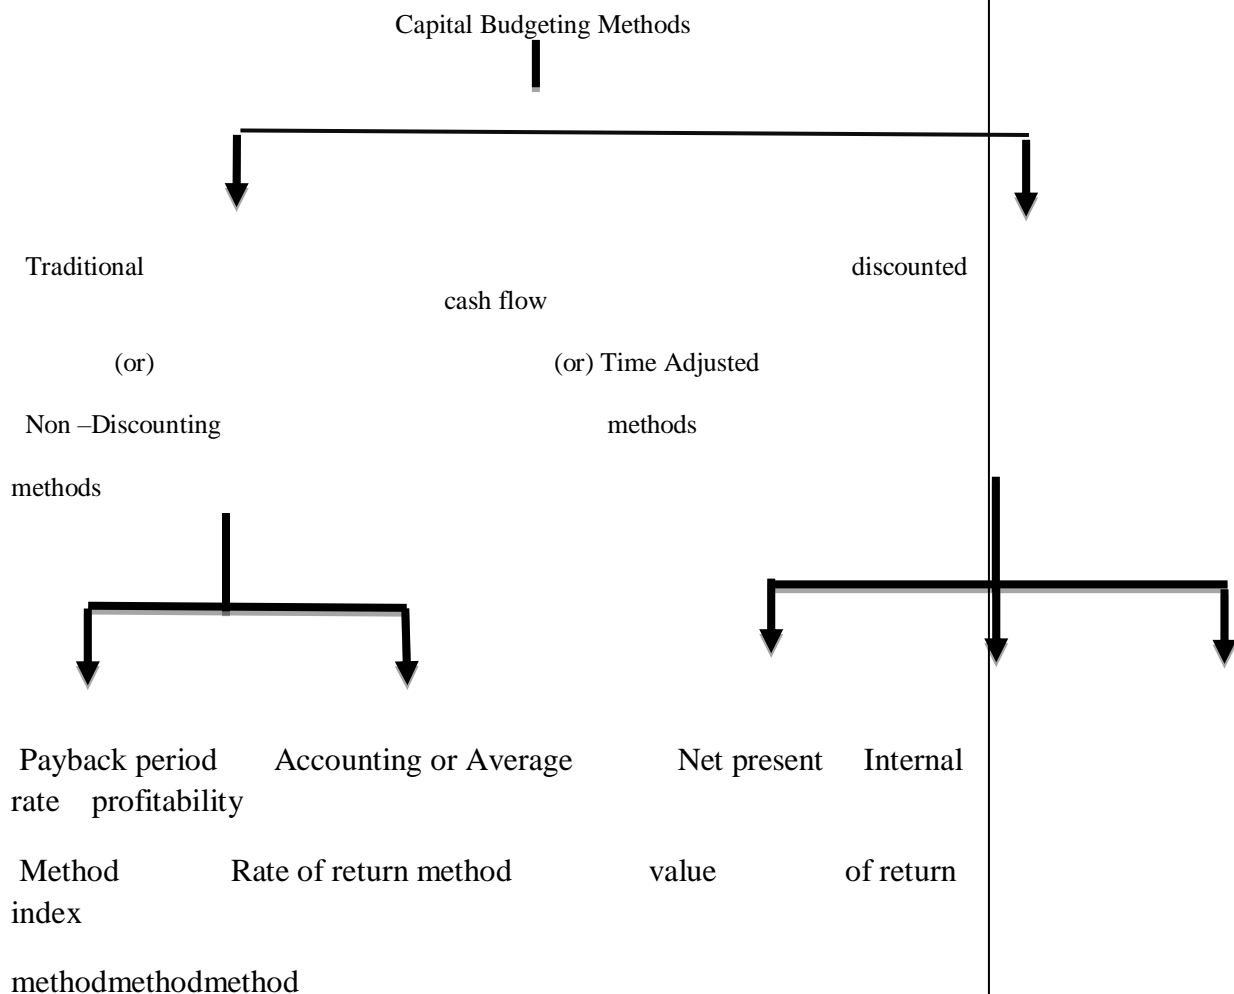 Capital Budgeting Methods
Traditional discounted
cash flow
(or) (or) Time Adjusted
Non –Discounting methods
methods
Payback period Accounting or Average Net present Internal
rate profitability
Method Rate of return method value of return
index
methodmethodmethod